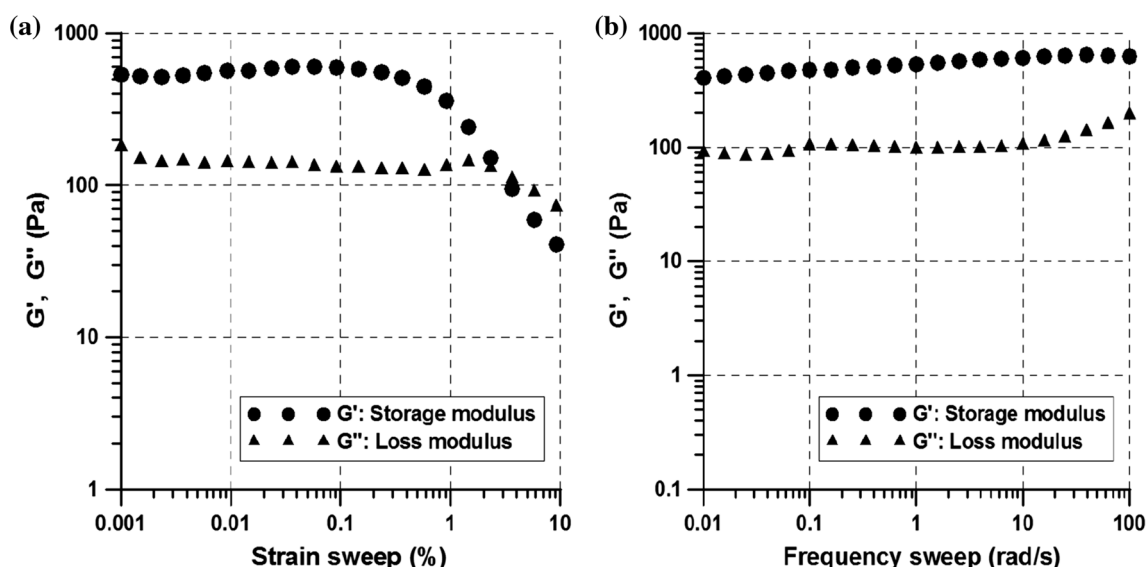 (a)
1000
100
10
1
G', G" (Pa)
G': Storage modulus
G": Loss modulus
0.001 0.01 0.1 1 10
Strain sweep (%)
(b)
1000
100
10
1
0.1
G', G" (Pa)
G': Storage modulus
G": Loss modulus
0.01 0.1 1 10 100
Frequency sweep (rad/s)